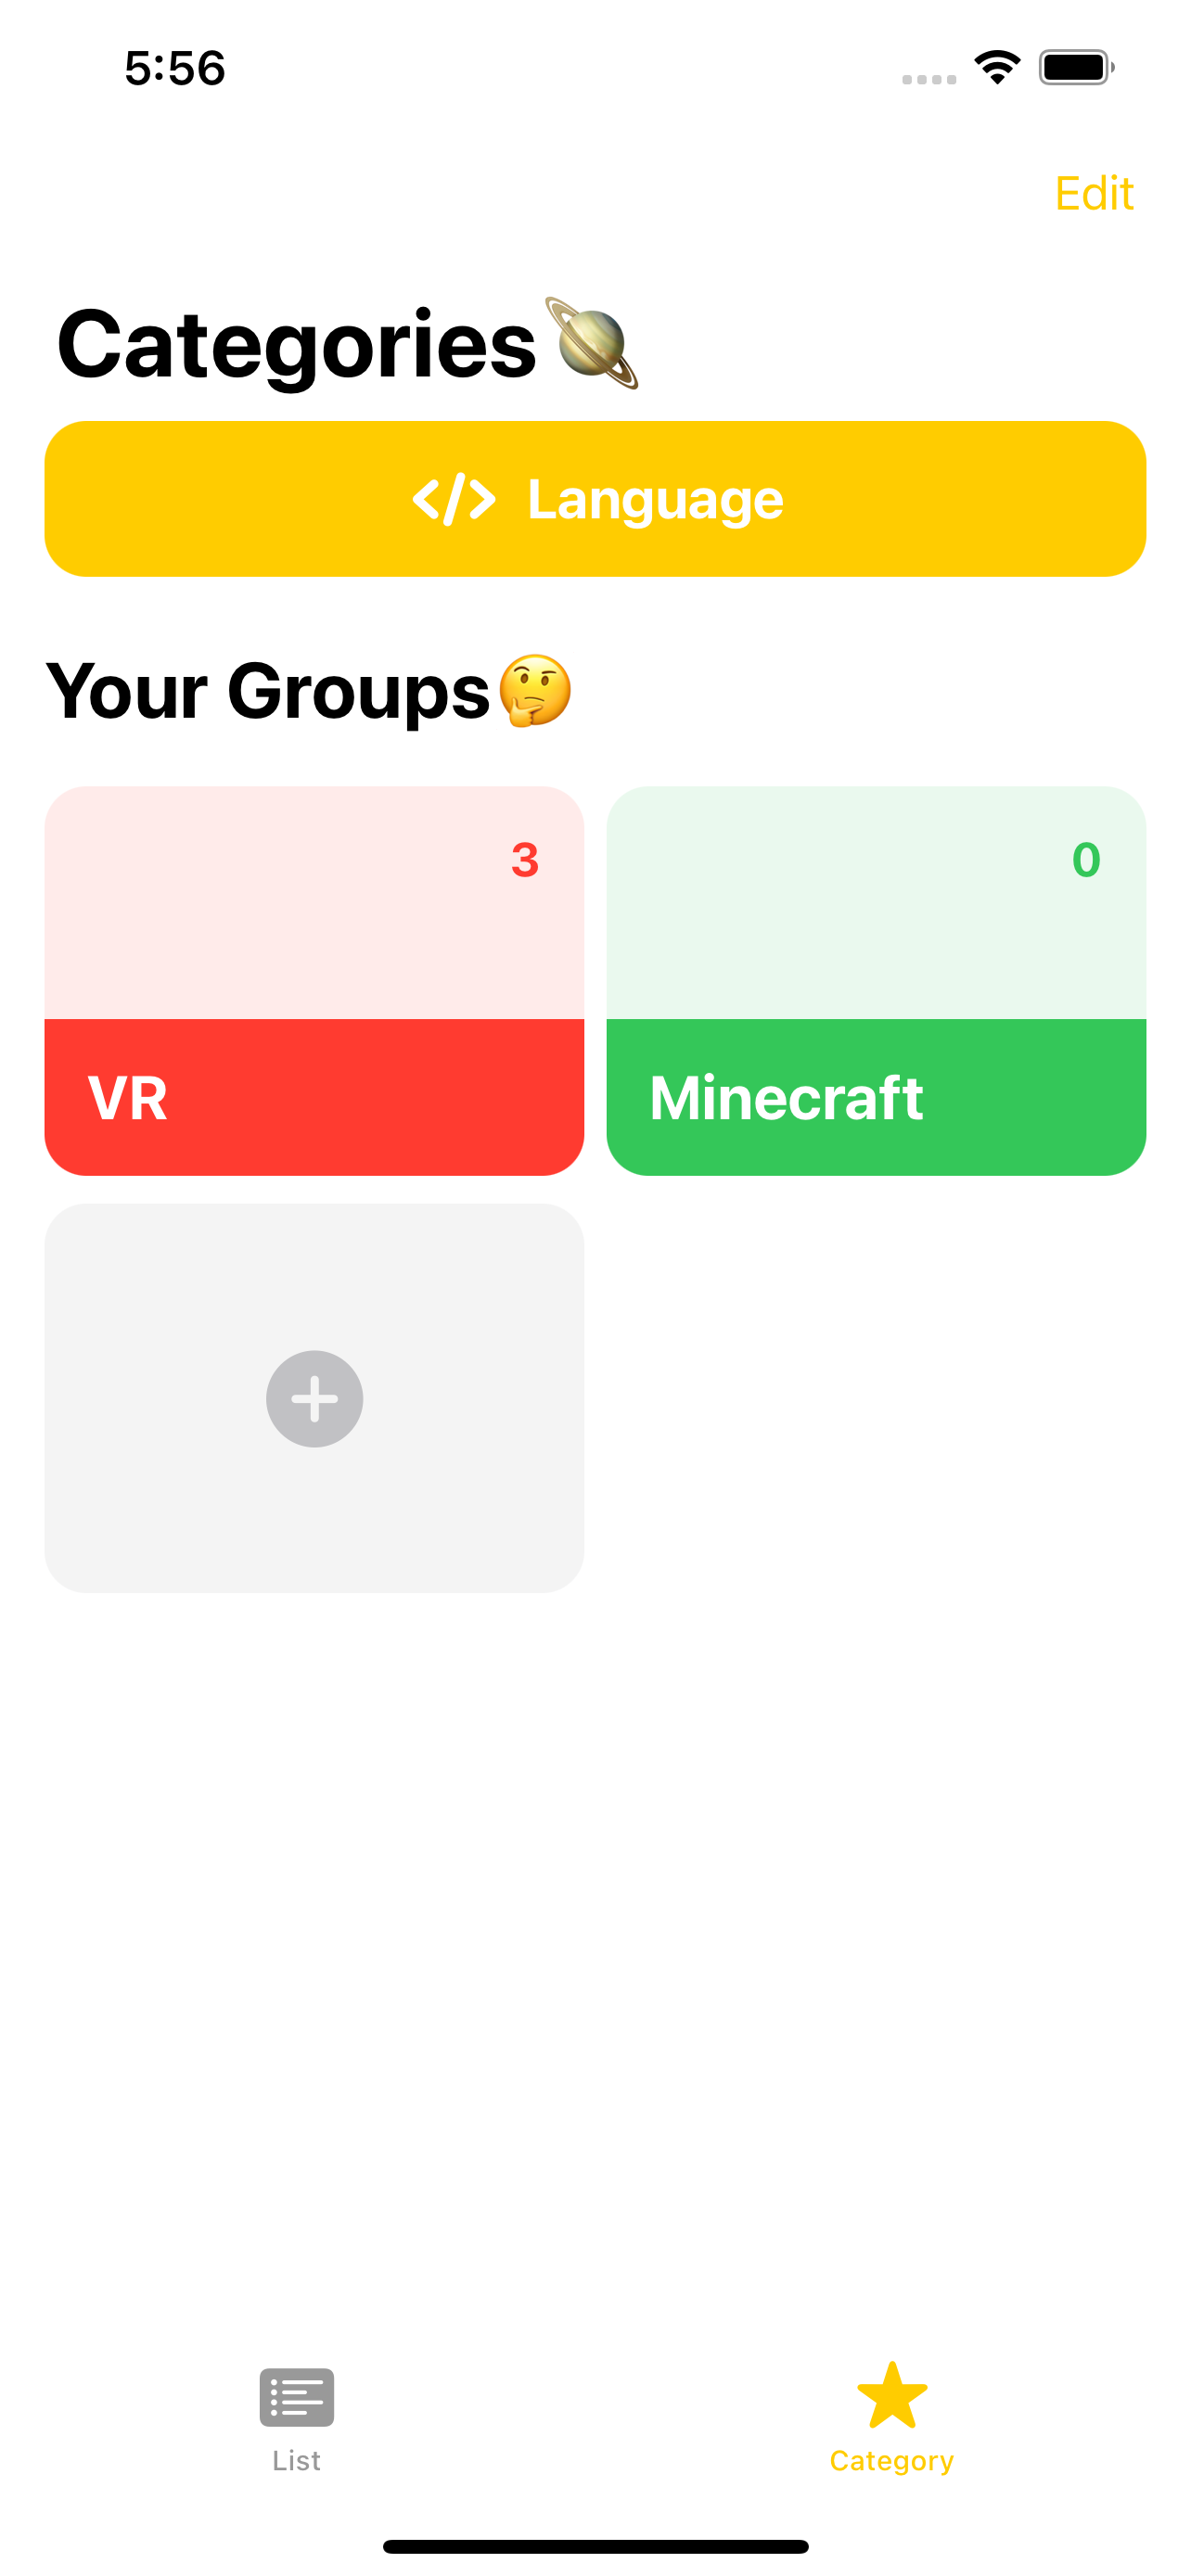 5:56
Edit
Categories🪐
</> Language
Your Groups🤔
3
0
VR
Minecraft
List
Category